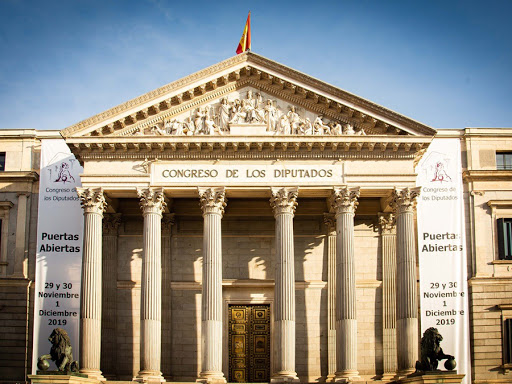 CONGRESO DE LOS DIPUTADOS
Congreso
de los Diputados
Puertas
Abiertas
29 y 30
Noviembre
1
Diciembre
2019
Congreso
de los Diputados
Puertas
Abiertas
29 y 30
Noviembre
1
Diciembre
2019